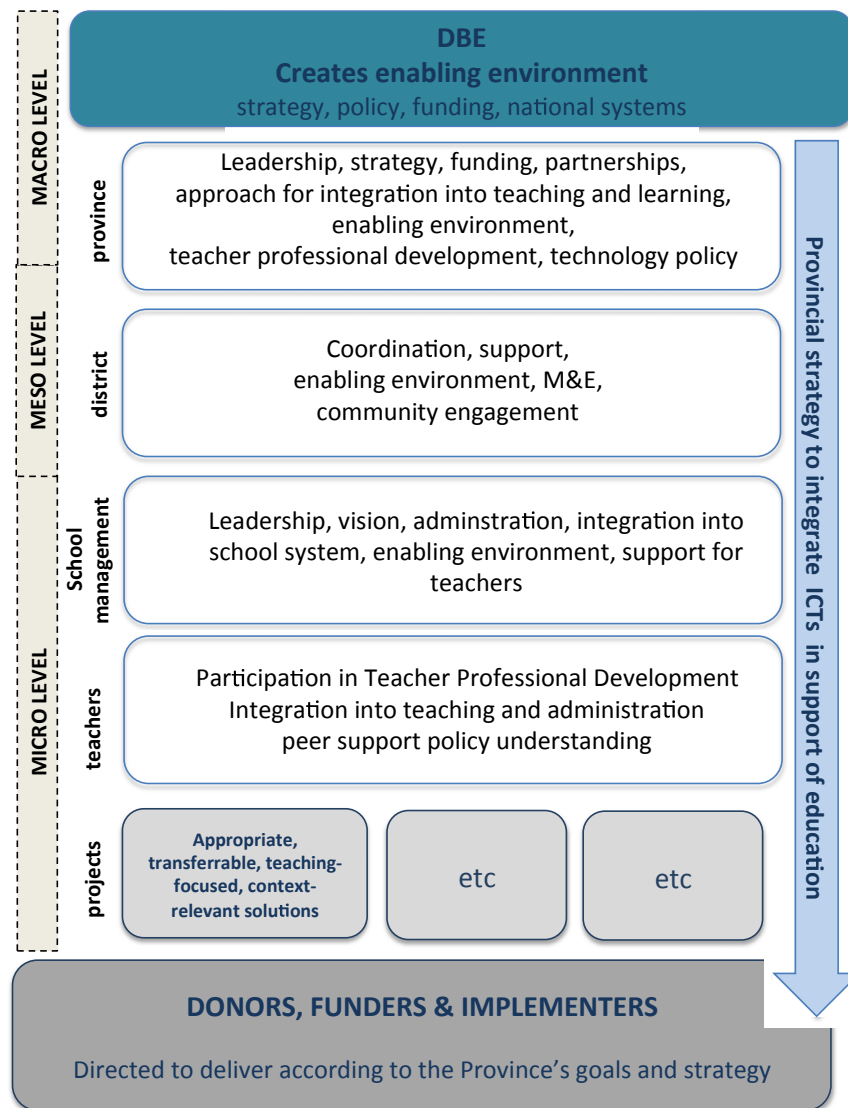 DBE
Creates enabling environment
strategy, policy, funding, national systems
MACRO LEVEL
province
Leadership, strategy, funding, partnerships,
approach for integration into teaching and learning,
enabling environment,
teacher professional development, technology policy
MESO LEVEL
district
Coordination, support,
enabling environment, M&E,
community engagement
MICRO LEVEL
School
management
Leadership, vision, adminstration, integration into
school system, enabling environment, support for
teachers
teachers
Participation in Teacher Professional Development
Integration into teaching and administration
peer support policy understanding
projects
Appropriate,
transferrable, teaching-
focused, context-
relevant solutions
etc
etc
Provincial strategy to integrate ICTs in support of education
DONORS, FUNDERS & IMPLEMENTERS
Directed to deliver according to the Province’s goals and strategy